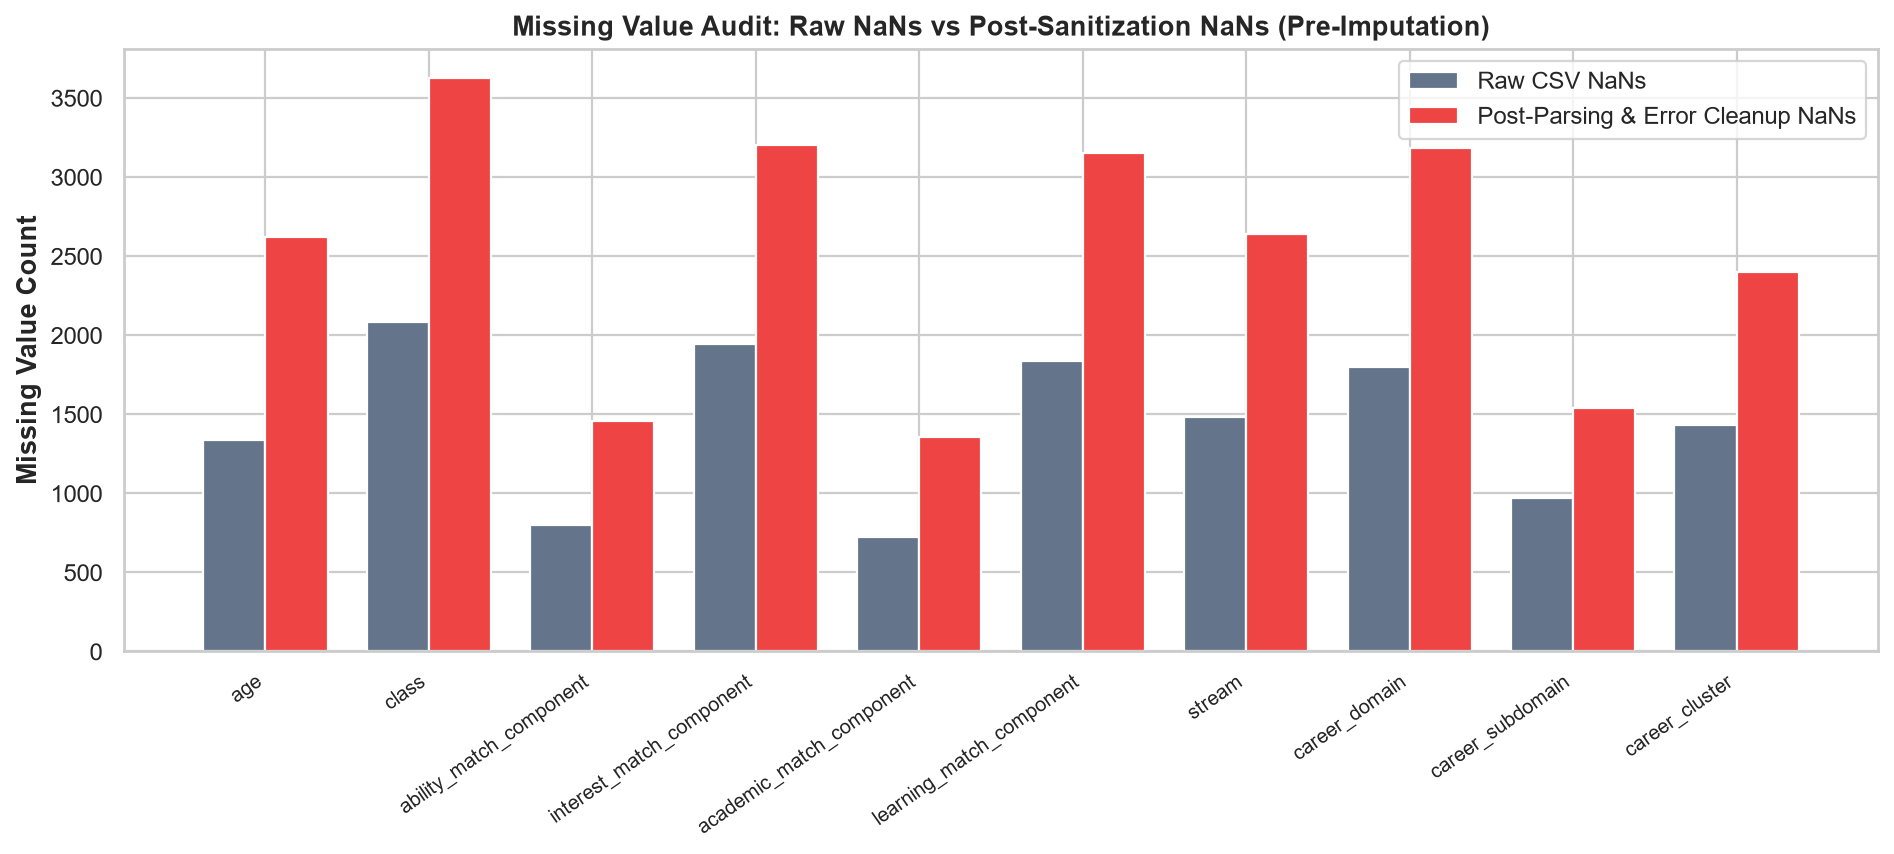 Missing Value Audit: Raw NaNs vs Post-Sanitization NaNs (Pre-Imputation)
Raw CSV NaNs
Post-Parsing & Error Cleanup NaNs
Missing Value Count
3500
3000
2500
2000
1500
1000
500
0
age
class
ability_match_component
interest_match_component
academic_match_component
learning_match_component
stream
career_domain
career_subdomain
career_cluster